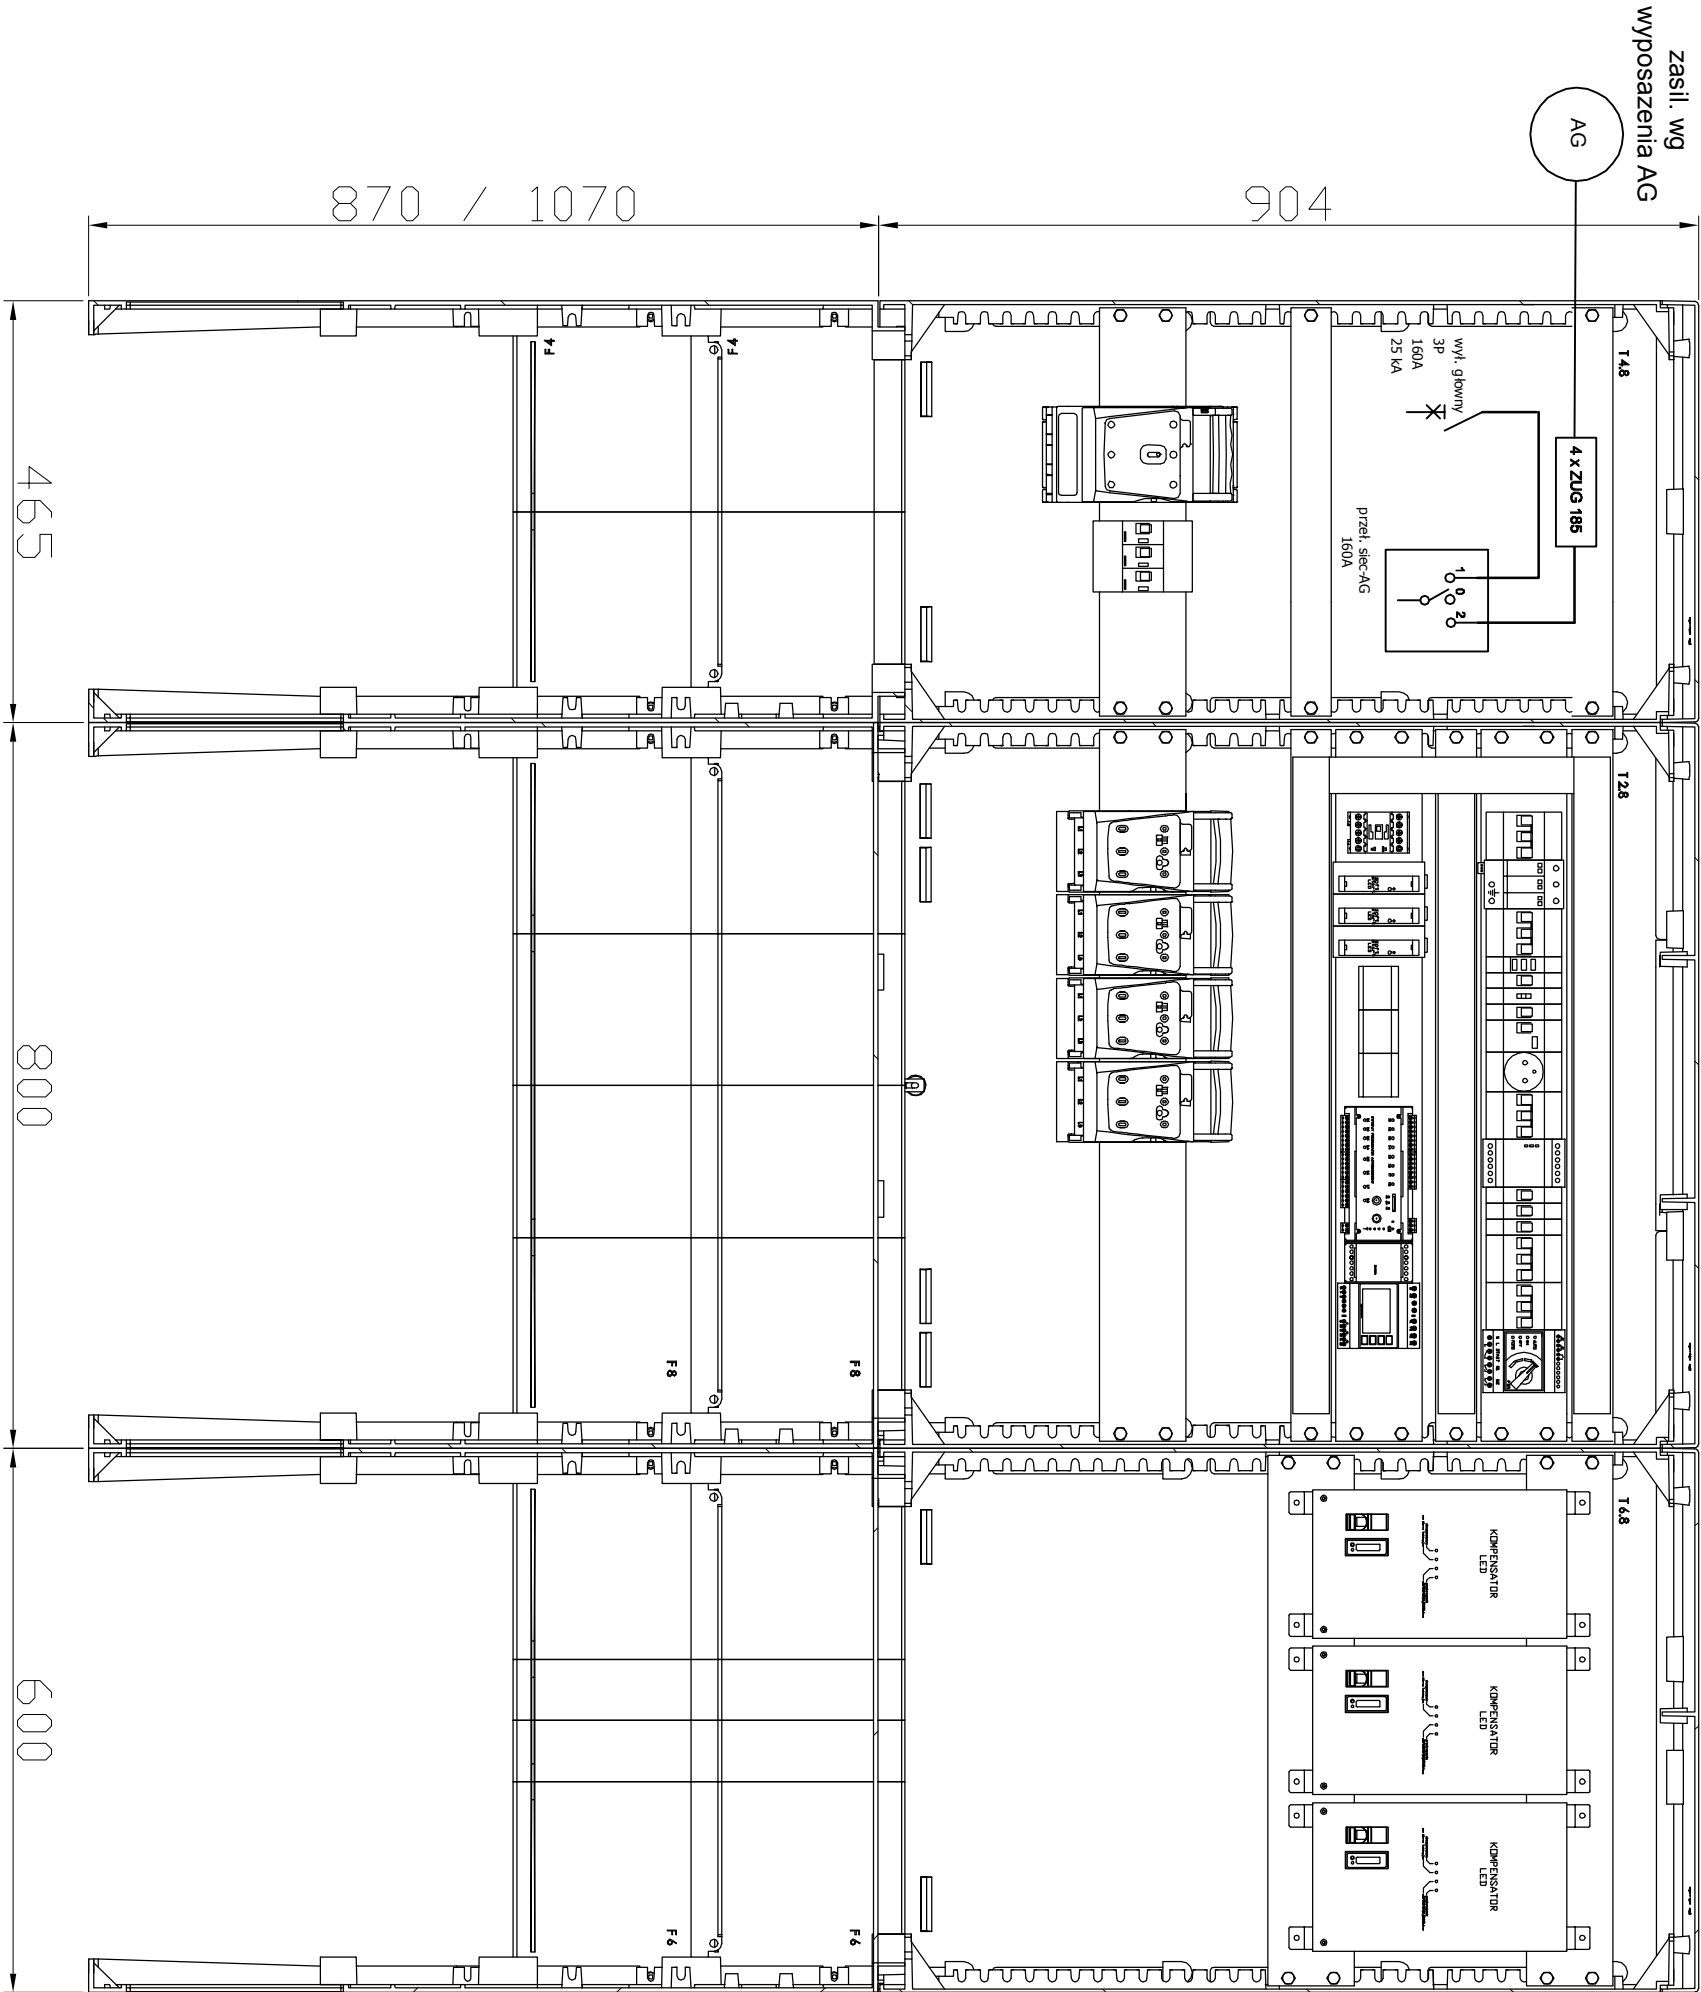 zasil. wg
wyposazenia AG
AG
4 x ZUG 185
wył. główny
3P
160A
25 kA
przeł. siec-AG
160A
1
0
2
904
870 / 1070
465
800
600
T4.8
F4
F4
T2.8
F8
F8
T6.8
F6
F6
KOMPENSATOR
LED
KOMPENSATOR
LED
KOMPENSATOR
LED